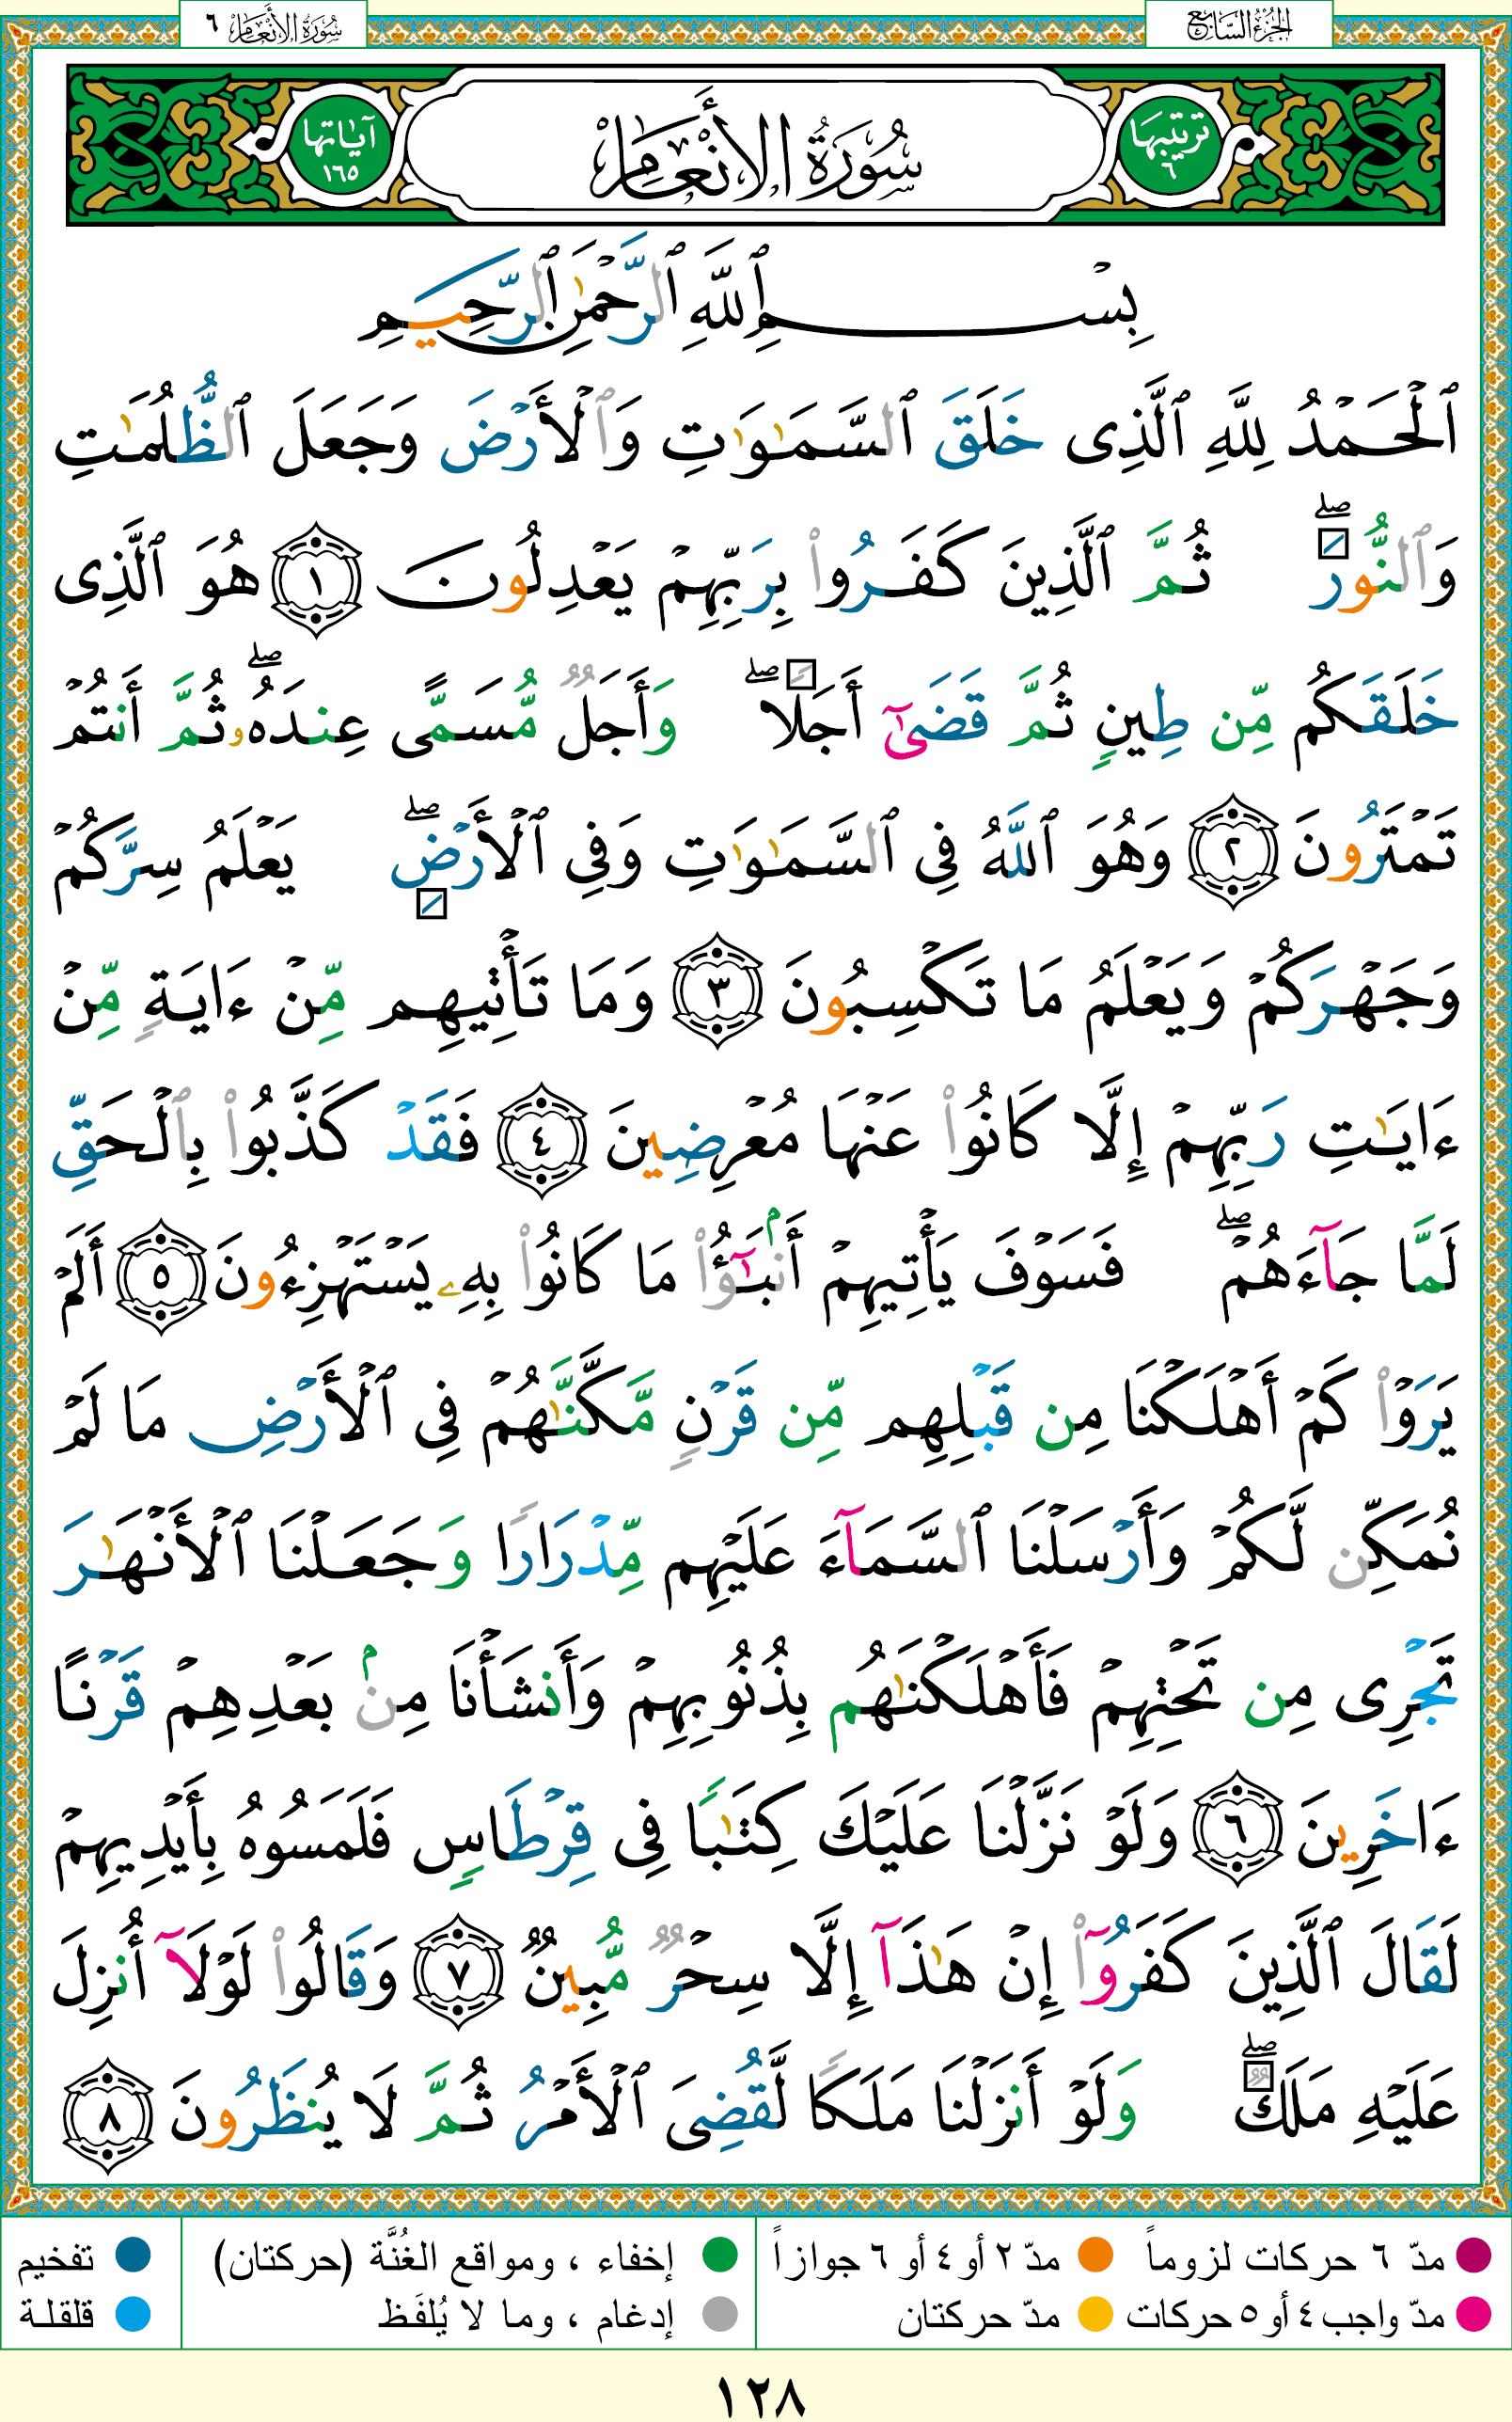 الجزء السابع
سورة الأنعام ٦
ترتيبها ٦
سُورَةُ الأَنْعَامِ
آياتها ١٦٥
بِسْمِ ٱللَّهِ ٱلرَّحْمَٰنِ ٱلرَّحِيمِ
ٱلْحَمْدُ لِلَّهِ ٱلَّذِى خَلَقَ ٱلسَّمَٰوَٰتِ وَٱلْأَرْضَ وَجَعَلَ ٱلظُّلُمَٰتِ
وَٱلنُّورَ ۖ ثُمَّ ٱلَّذِينَ كَفَرُوا۟ بِرَبِّهِمْ يَعْدِلُونَ ١ هُوَ ٱلَّذِى
خَلَقَكُم مِّن طِينٍ ثُمَّ قَضَىٰٓ أَجَلًا ۖ وَأَجَلٌ مُّسَمًّى عِندَهُۥ ۖ ثُمَّ أَنتُمْ
تَمْتَرُونَ ٢ وَهُوَ ٱللَّهُ فِى ٱلسَّمَٰوَٰتِ وَفِى ٱلْأَرْضِ ۖ يَعْلَمُ سِرَّكُمْ
وَجَهْرَكُمْ وَيَعْلَمُ مَا تَكْسِبُونَ ٣ وَمَا تَأْتِيهِم مِّنْ ءَايَةٍ مِّنْ
ءَايَٰتِ رَبِّهِمْ إِلَّا كَانُوا۟ عَنْهَا مُعْرِضِينَ ٤ فَقَدْ كَذَّبُوا۟ بِٱلْحَقِّ
لَمَّا جَآءَهُمْ ۖ فَسَوْفَ يَأْتِيهِمْ أَنۢبَٰٓؤُا۟ مَا كَانُوا۟ بِهِۦ يَسْتَهْزِءُونَ ٥ أَلَمْ
يَرَوْا۟ كَمْ أَهْلَكْنَا مِن قَبْلِهِم مِّن قَرْنٍ مَّكَّنَّٰهُمْ فِى ٱلْأَرْضِ مَا لَمْ
نُمَكِّن لَّكُمْ وَأَرْسَلْنَا ٱلسَّمَآءَ عَلَيْهِم مِّدْرَارًا وَجَعَلْنَا ٱلْأَنْهَٰرَ
تَجْرِى مِن تَحْتِهِمْ فَأَهْلَكْنَٰهُم بِذُنُوبِهِمْ وَأَنشَأْنَا مِنۢ بَعْدِهِمْ قَرْنًا
ءَاخَرِينَ ٦ وَلَوْ نَزَّلْنَا عَلَيْكَ كِتَٰبًا فِى قِرْطَاسٍ فَلَمَسُوهُ بِأَيْدِيهِمْ
لَقَالَ ٱلَّذِينَ كَفَرُوٓا۟ إِنْ هَٰذَآ إِلَّا سِحْرٌ مُّبِينٌ ٧ وَقَالُوا۟ لَوْلَآ أُنزِلَ
عَلَيْهِ مَلَكٌ ۖ وَلَوْ أَنزَلْنَا مَلَكًا لَّقُضِىَ ٱلْأَمْرُ ثُمَّ لَا يُنظَرُونَ ٨
مدّ ٦ حركات لزوماً
مدّ ٢ أو ٤ أو ٦ جوازاً
إخفاء ، ومواقع الغُنَّة (حركتان)
تفخيم
مدّ واجب ٤ أو ٥ حركات
مدّ حركتان
إدغام ، وما لا يُلفَظ
قلقلة
١٢٨